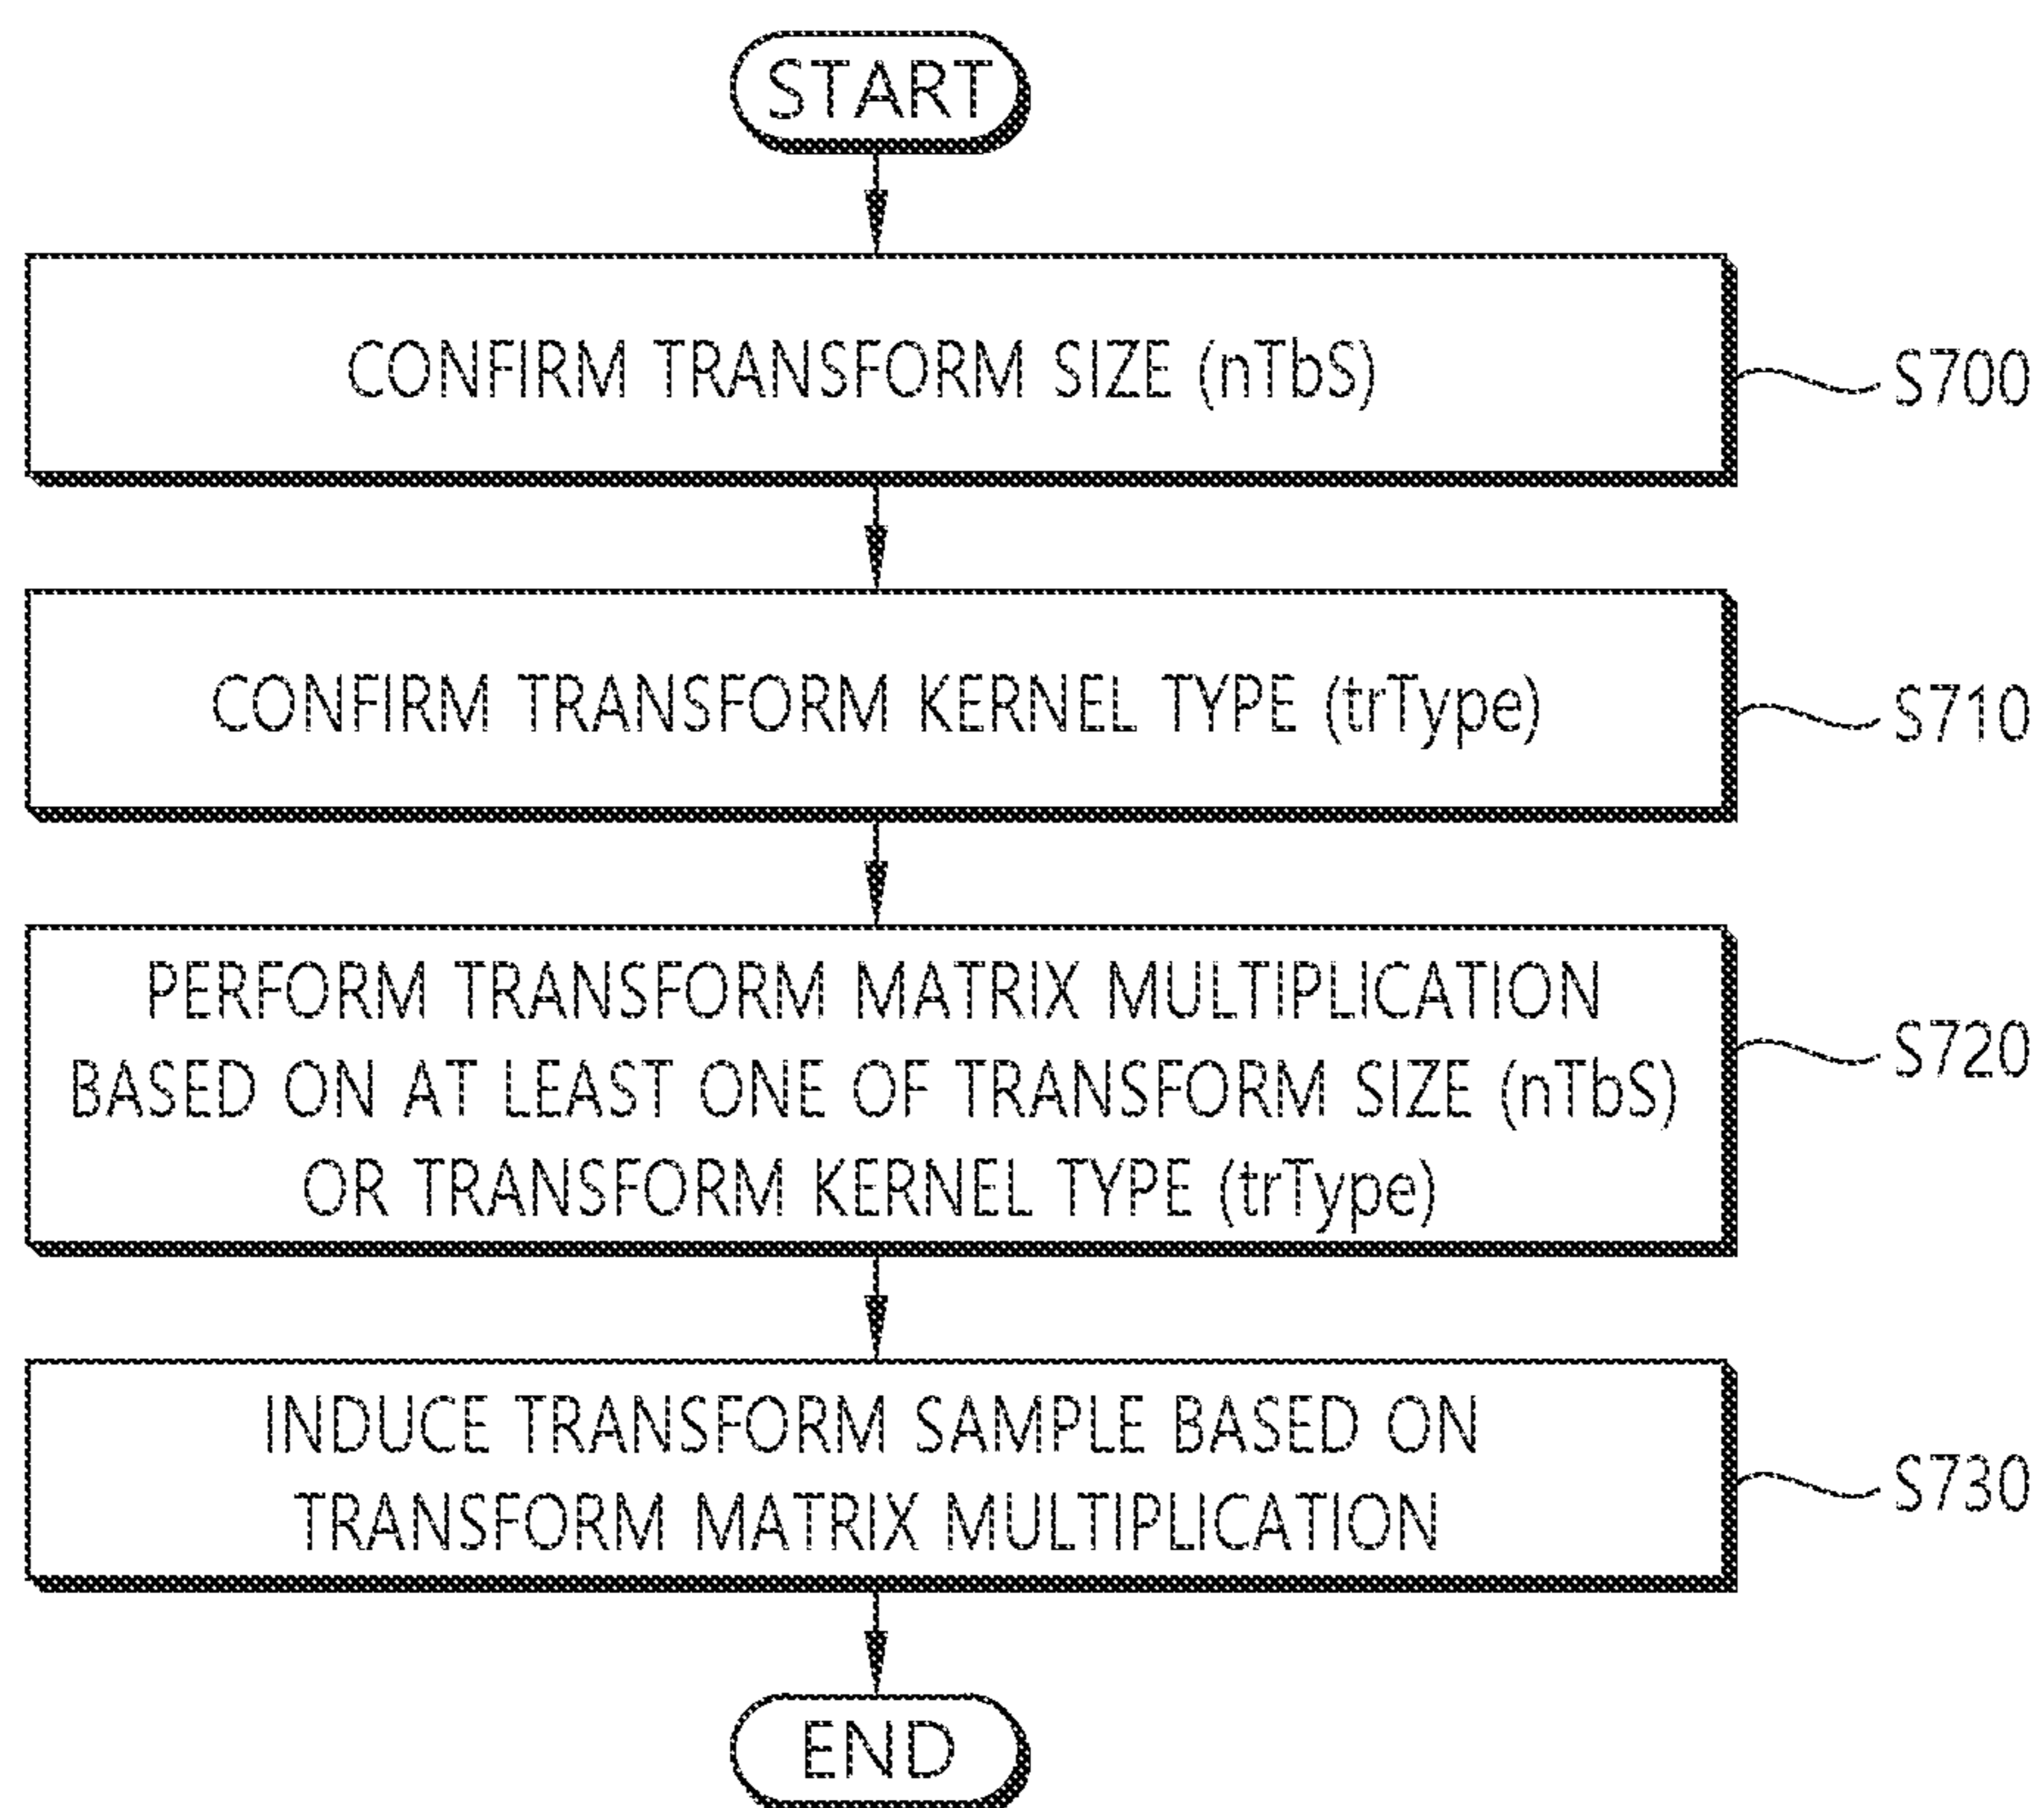 START
CONFIRM TRANSFORM SIZE (nTbS)
S700
CONFIRM TRANSFORM KERNEL TYPE (trType)
S710
PERFORM TRANSFORM MATRIX MULTIPLICATION
BASED ON AT LEAST ONE OF TRANSFORM SIZE (nTbS)
OR TRANSFORM KERNEL TYPE (trType)
S720
INDUCE TRANSFORM SAMPLE BASED ON
TRANSFORM MATRIX MULTIPLICATION
S730
END